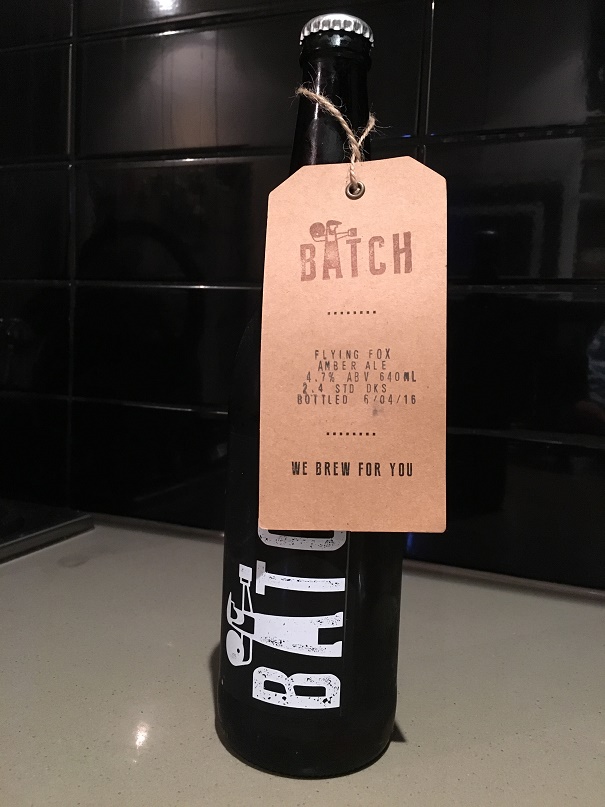 BATCH
FLYING FOX
AMBER ALE
4.7% ABV 640ML
2.4 STD DKS
BOTTLED 6/04/16
WE BREW FOR YOU
BATC